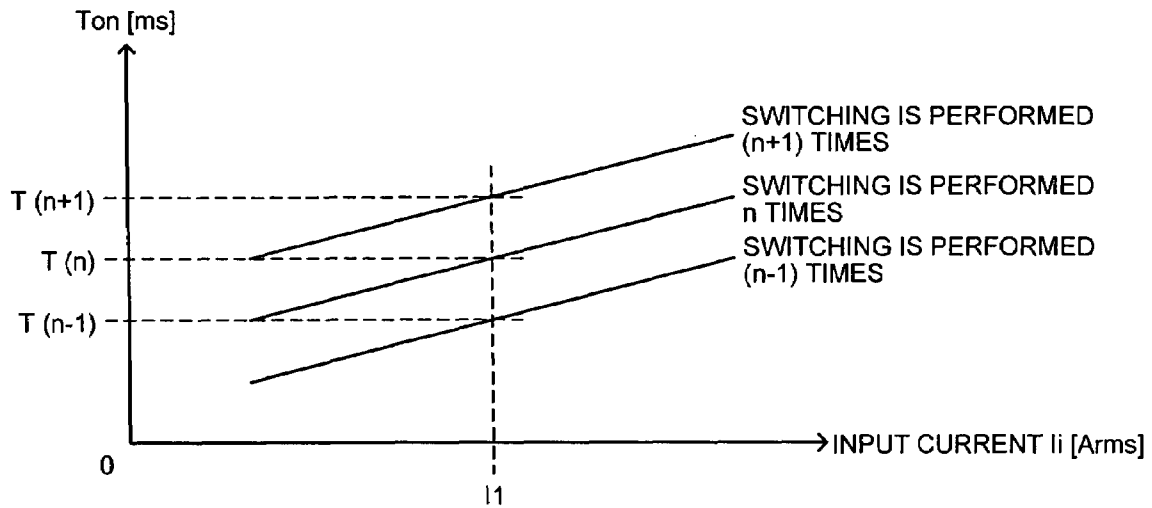 Ton [ms]
SWITCHING IS PERFORMED
(n+1) TIMES
T (n+1)
SWITCHING IS PERFORMED
n TIMES
T (n)
SWITCHING IS PERFORMED
(n-1) TIMES
T (n-1)
INPUT CURRENT Ii [Arms]
0
I1